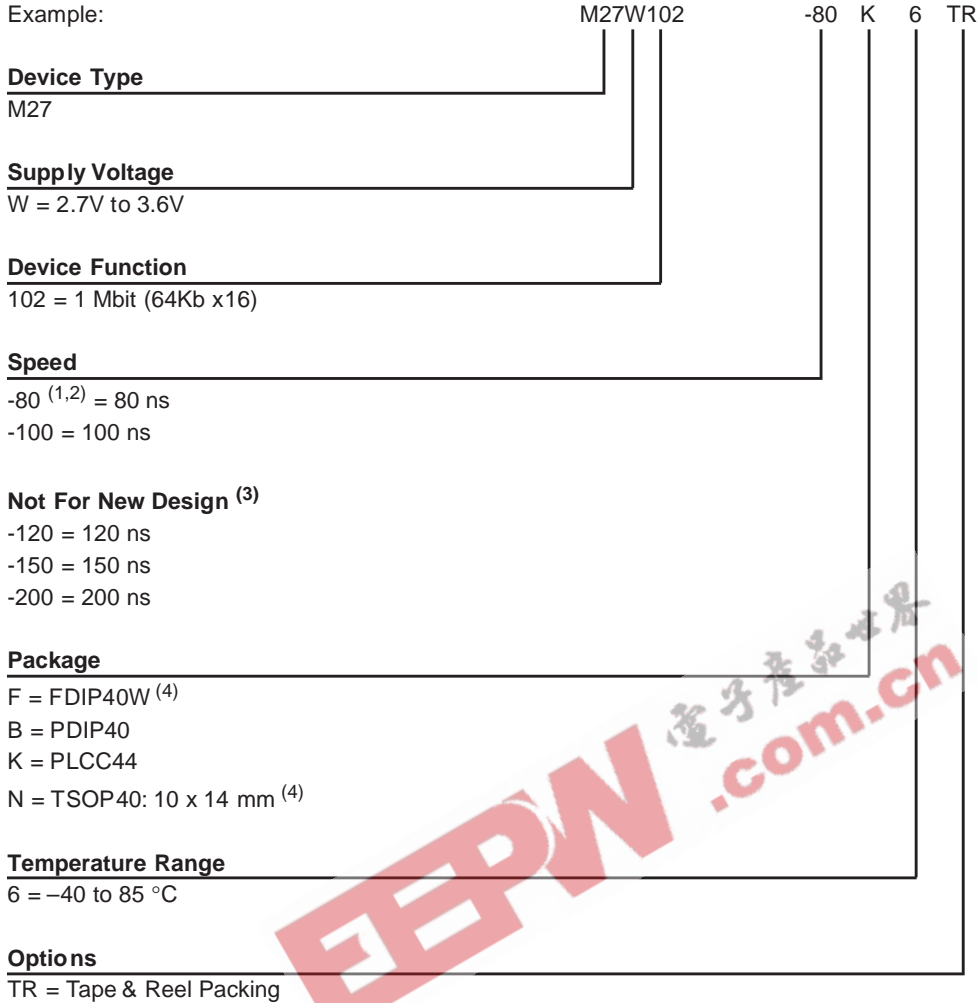 Example: M27W102 -80 K 6 TR
Device Type
M27
Supply Voltage
W = 2.7V to 3.6V
Device Function
102 = 1 Mbit (64Kb x16)
Speed
-80 (1,2) = 80 ns
-100 = 100 ns
Not For New Design (3)
-120 = 120 ns
-150 = 150 ns
-200 = 200 ns
Package
F = FDIP40W (4)
B = PDIP40
K = PLCC44
N = TSOP40: 10 x 14 mm (4)
Temperature Range
6 = –40 to 85 °C
Options
TR = Tape & Reel Packing
EEPW 電子產品世界
.com.cn